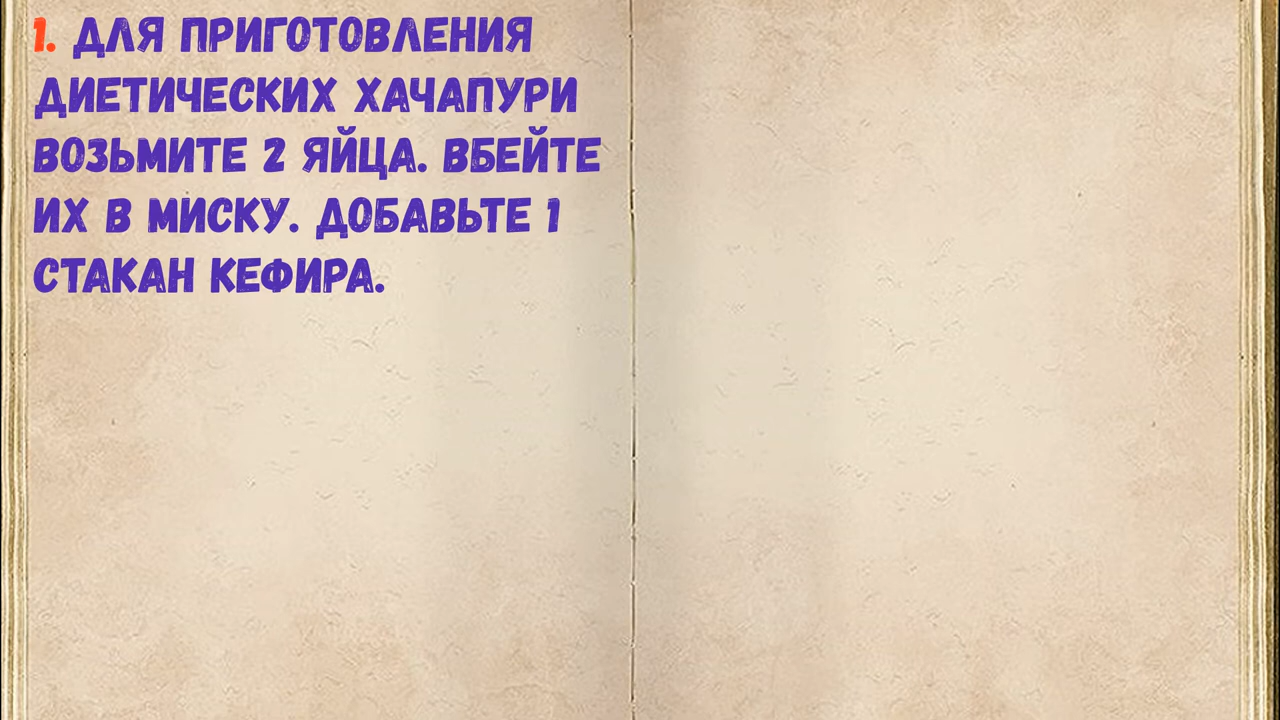 1. ДЛЯ ПРИГОТОВЛЕНИЯ
ДИЕТИЧЕСКИХ ХАЧАПУРИ
ВОЗЬМИТЕ 2 ЯЙЦА. ВБЕЙТЕ
ИХ В МИСКУ. ДОБАВЬТЕ 1
СТАКАН КЕФИРА.